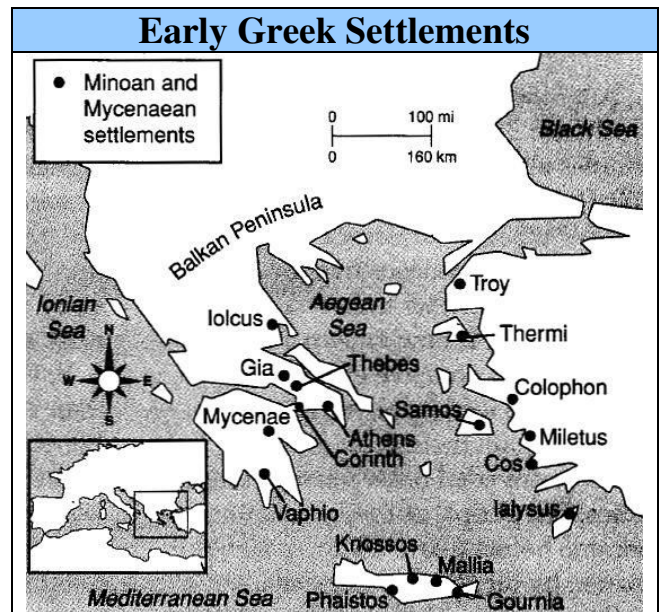 Early Greek Settlements
Minoan and
Mycenaean
settlements
0 100 mi
0 160 km
Black Sea
Balkan Peninsula
Ionian
Sea
Aegean
Sea
Troy
Iolcus
Thermi
N
W E
S
Gia
Thebes
Colophon
Mycenae
Samos
Athens
Corinth
Miletus
Cos
Vaphio
Ialysus
Knossos
Mallia
Phaistos
Gournia
Mediterranean Sea